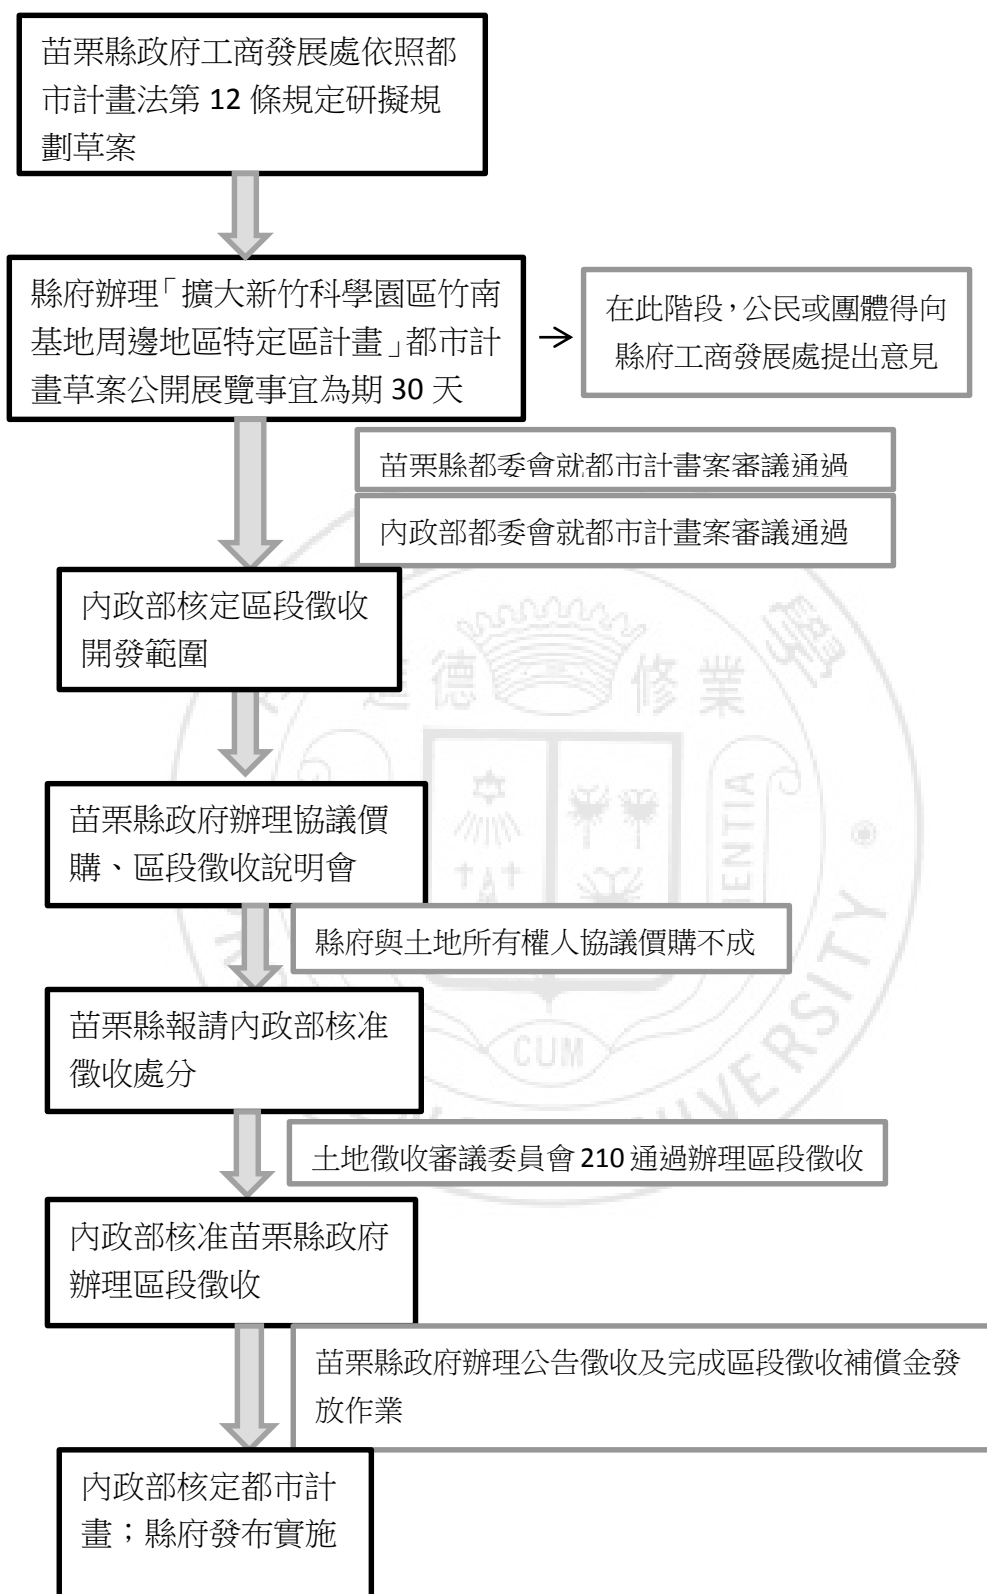 苗栗縣政府工商發展處依照都
市計畫法第 12 條規定研擬規
劃草案
縣府辦理「擴大新竹科學園區竹南
基地周邊地區特定區計畫」都市計
畫草案公開展覽事宜為期 30 天
→
在此階段,公民或團體得向
縣府工商發展處提出意見
苗栗縣都委會就都市計畫案審議通過
內政部都委會就都市計畫案審議通過
內政部核定區段徵收
開發範圍
德
修 業
學
苗栗縣政府辦理協議價
購、區段徵收說明會
縣府與土地所有權人協議價購不成
苗栗縣報請內政部核准
徵收處分
CUM
土地徵收審議委員會 210 通過辦理區段徵收
內政部核准苗栗縣政府
辦理區段徵收
苗栗縣政府辦理公告徵收及完成區段徵收補償金發
放作業
內政部核定都市計
畫;縣府發布實施